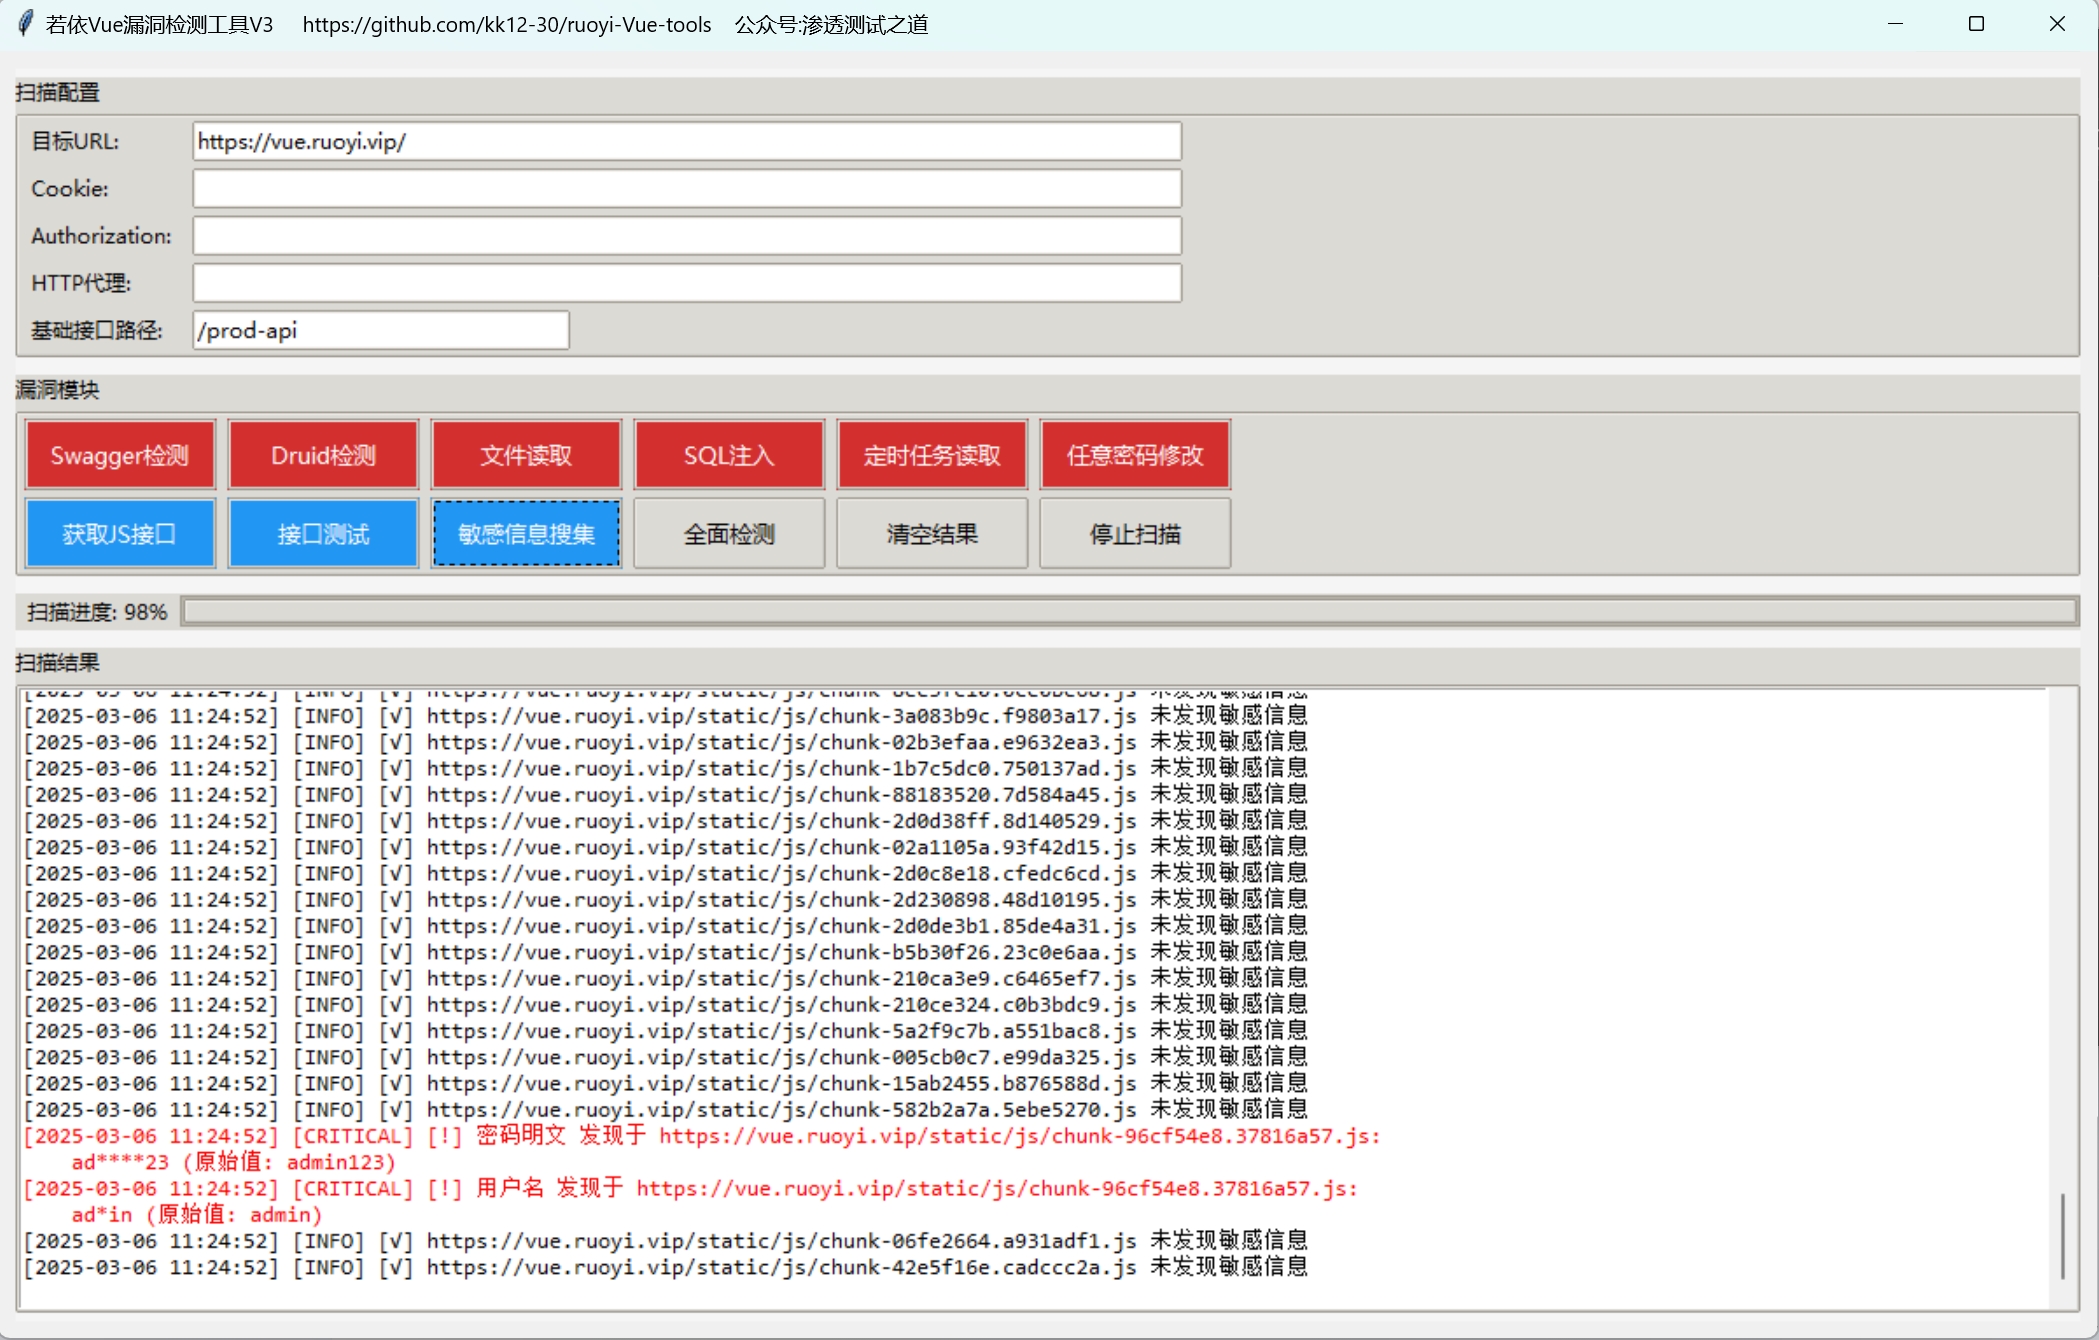 若依Vue漏洞检测工具V3 https://github.com/kk12-30/ruoyi-Vue-tools 公众号:渗透测试之道
扫描配置
目标URL: https://vue.ruoyi.vip/
Cookie:
Authorization:
HTTP代理:
基础接口路径: /prod-api
漏洞模块
Swagger检测 Druid检测 文件读取 SQL注入 定时任务读取 任意密码修改
获取JS接口 接口测试 敏感信息搜集 全面检测 清空结果 停止扫描
扫描进度: 98%
扫描结果
[2025-03-06 11:24:52] [INFO] [√] https://vue.ruoyi.vip/static/js/chunk-3a083b9c.f9803a17.js 未发现敏感信息
[2025-03-06 11:24:52] [INFO] [√] https://vue.ruoyi.vip/static/js/chunk-02b3efaa.e9632ea3.js 未发现敏感信息
[2025-03-06 11:24:52] [INFO] [√] https://vue.ruoyi.vip/static/js/chunk-1b7c5dc0.750137ad.js 未发现敏感信息
[2025-03-06 11:24:52] [INFO] [√] https://vue.ruoyi.vip/static/js/chunk-88183520.7d584a45.js 未发现敏感信息
[2025-03-06 11:24:52] [INFO] [√] https://vue.ruoyi.vip/static/js/chunk-2d0d38ff.8d140529.js 未发现敏感信息
[2025-03-06 11:24:52] [INFO] [√] https://vue.ruoyi.vip/static/js/chunk-02a1105a.93f42d15.js 未发现敏感信息
[2025-03-06 11:24:52] [INFO] [√] https://vue.ruoyi.vip/static/js/chunk-2d0c8e18.cfedc6cd.js 未发现敏感信息
[2025-03-06 11:24:52] [INFO] [√] https://vue.ruoyi.vip/static/js/chunk-2d230898.48d10195.js 未发现敏感信息
[2025-03-06 11:24:52] [INFO] [√] https://vue.ruoyi.vip/static/js/chunk-2d0de3b1.85de4a31.js 未发现敏感信息
[2025-03-06 11:24:52] [INFO] [√] https://vue.ruoyi.vip/static/js/chunk-b5b30f26.23c0e6aa.js 未发现敏感信息
[2025-03-06 11:24:52] [INFO] [√] https://vue.ruoyi.vip/static/js/chunk-210ca3e9.c6465ef7.js 未发现敏感信息
[2025-03-06 11:24:52] [INFO] [√] https://vue.ruoyi.vip/static/js/chunk-210ce324.c0b3bdc9.js 未发现敏感信息
[2025-03-06 11:24:52] [INFO] [√] https://vue.ruoyi.vip/static/js/chunk-5a2f9c7b.a551bac8.js 未发现敏感信息
[2025-03-06 11:24:52] [INFO] [√] https://vue.ruoyi.vip/static/js/chunk-005cb0c7.e99da325.js 未发现敏感信息
[2025-03-06 11:24:52] [INFO] [√] https://vue.ruoyi.vip/static/js/chunk-15ab2455.b876588d.js 未发现敏感信息
[2025-03-06 11:24:52] [INFO] [√] https://vue.ruoyi.vip/static/js/chunk-582b2a7a.5ebe5270.js 未发现敏感信息
[2025-03-06 11:24:52] [CRITICAL] [!] 密码明文 发现于 https://vue.ruoyi.vip/static/js/chunk-96cf54e8.37816a57.js:
ad****23 (原始值: admin123)
[2025-03-06 11:24:52] [CRITICAL] [!] 用户名 发现于 https://vue.ruoyi.vip/static/js/chunk-96cf54e8.37816a57.js:
ad*in (原始值: admin)
[2025-03-06 11:24:52] [INFO] [√] https://vue.ruoyi.vip/static/js/chunk-06fe2664.a931adf1.js 未发现敏感信息
[2025-03-06 11:24:52] [INFO] [√] https://vue.ruoyi.vip/static/js/chunk-42e5f16e.cadccc2a.js 未发现敏感信息